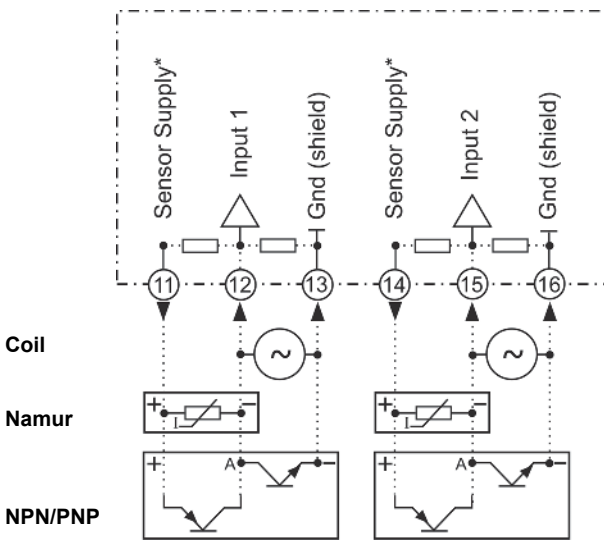 Sensor Supply*
Input 1
Gnd (shield)
Sensor Supply*
Input 2
Gnd (shield)
11
12
13
14
15
16
Coil
~
~
Namur
+
I
−
+
I
−
NPN/PNP
+
A
−
+
A
−